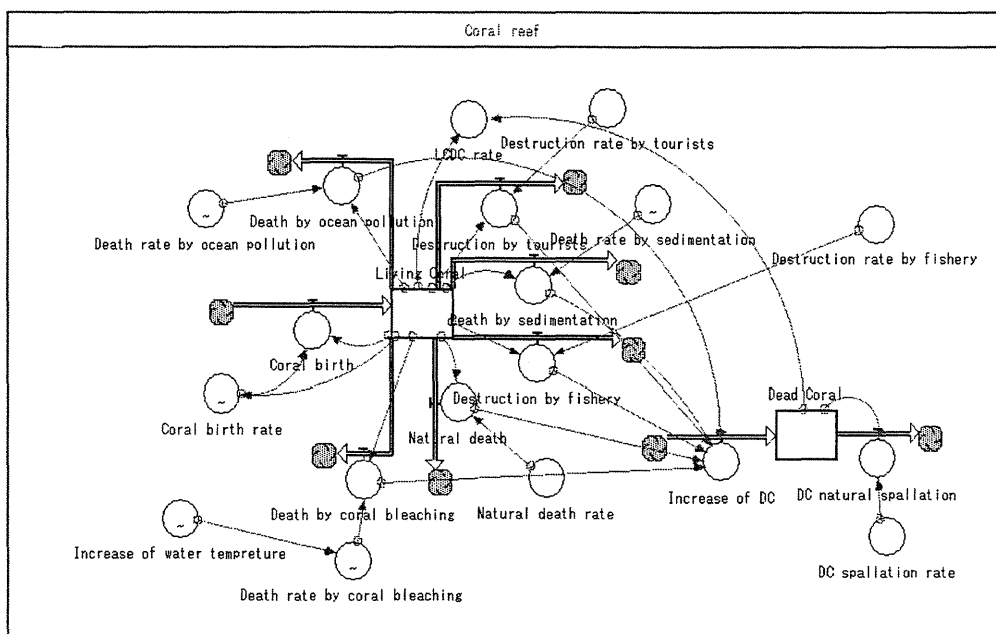 Coral reef
Destruction rate by tourists
LCDC rate
Death by ocean pollution
Death rate by ocean pollution
Destruction by tourists
Death rate by sedimentation
Destruction rate by fishery
Living Coral
Death by sedimentation
Coral birth
Destruction by fishery
Dead Coral
Coral birth rate
Natural death
Increase of DC
DC natural spallation
Death by coral bleaching
Natural death rate
Increase of water tempreture
DC spallation rate
Death rate by coral bleaching
~
~
~
~
~